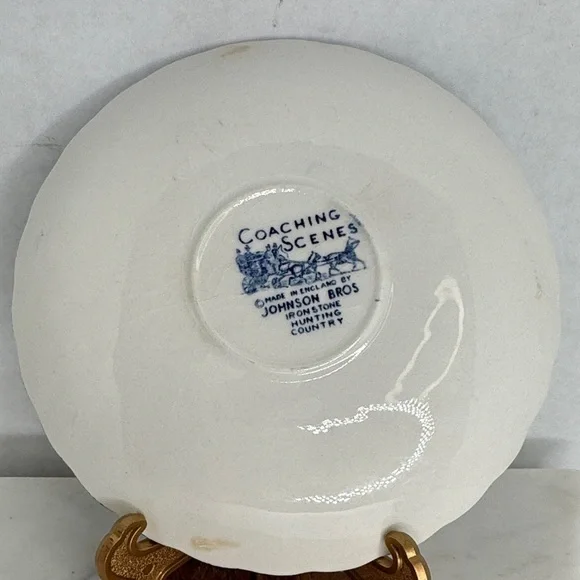 COACHING
SCENES
©MADE IN ENGLAND BY
JOHNSON BROS
IRONSTONE
HUNTING
COUNTRY